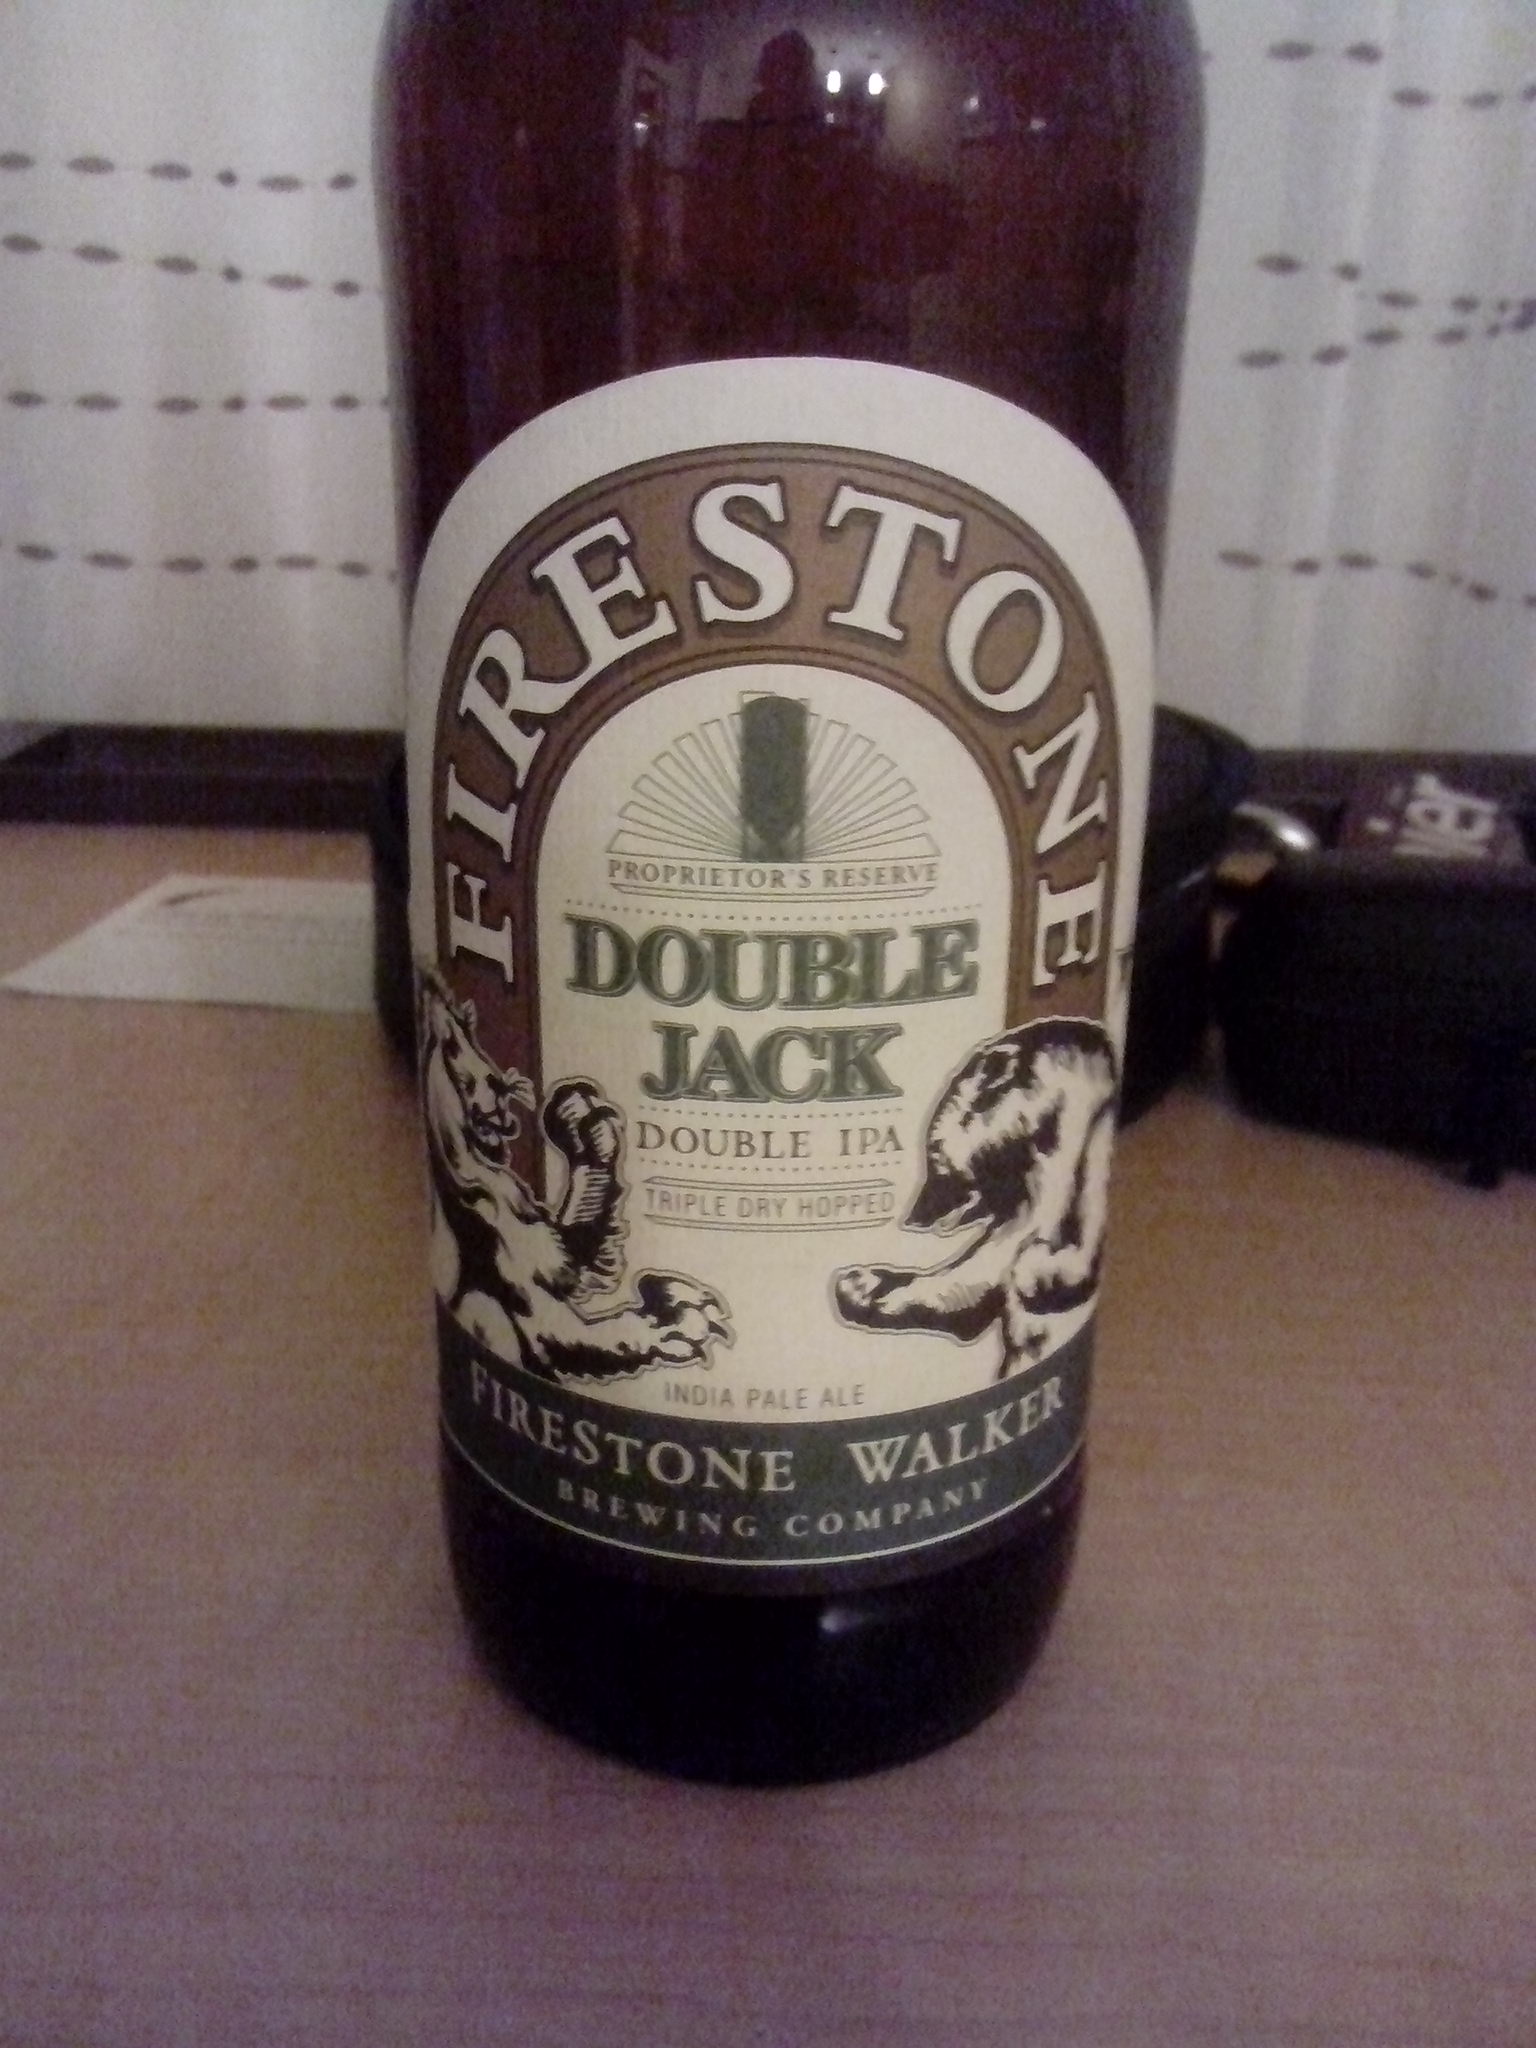 FIRESTONE
PROPRIETOR'S RESERVE
DOUBLE
JACK
DOUBLE IPA
TRIPLE DRY HOPPED
INDIA PALE ALE
FIRESTONE WALKER
BREWING COMPANY